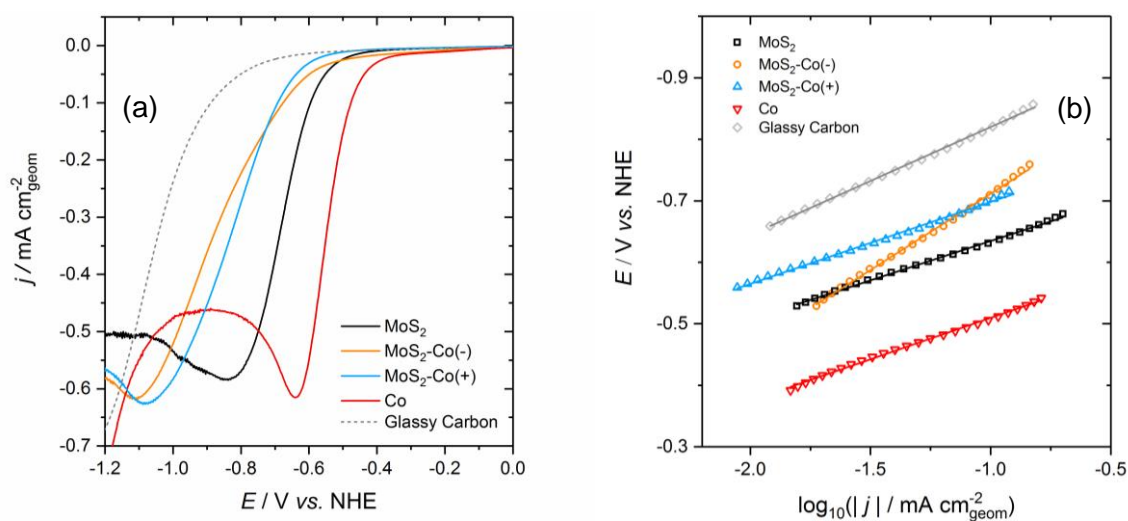 (a)
0.0
-0.1
-0.2
-0.3
-0.4
-0.5
-0.6
-0.7
j / mA cm⁻²geom
MoS₂
MoS₂-Co(-)
MoS₂-Co(+)
Co
Glassy Carbon
-1.2 -1.0 -0.8 -0.6 -0.4 -0.2 0.0
E / V vs. NHE
(b)
MoS₂
MoS₂-Co(-)
MoS₂-Co(+)
Co
Glassy Carbon
-0.9
-0.7
-0.5
-0.3
E / V vs. NHE
-2.0 -1.5 -1.0 -0.5
log₁₀(| j | / mA cm⁻²geom)